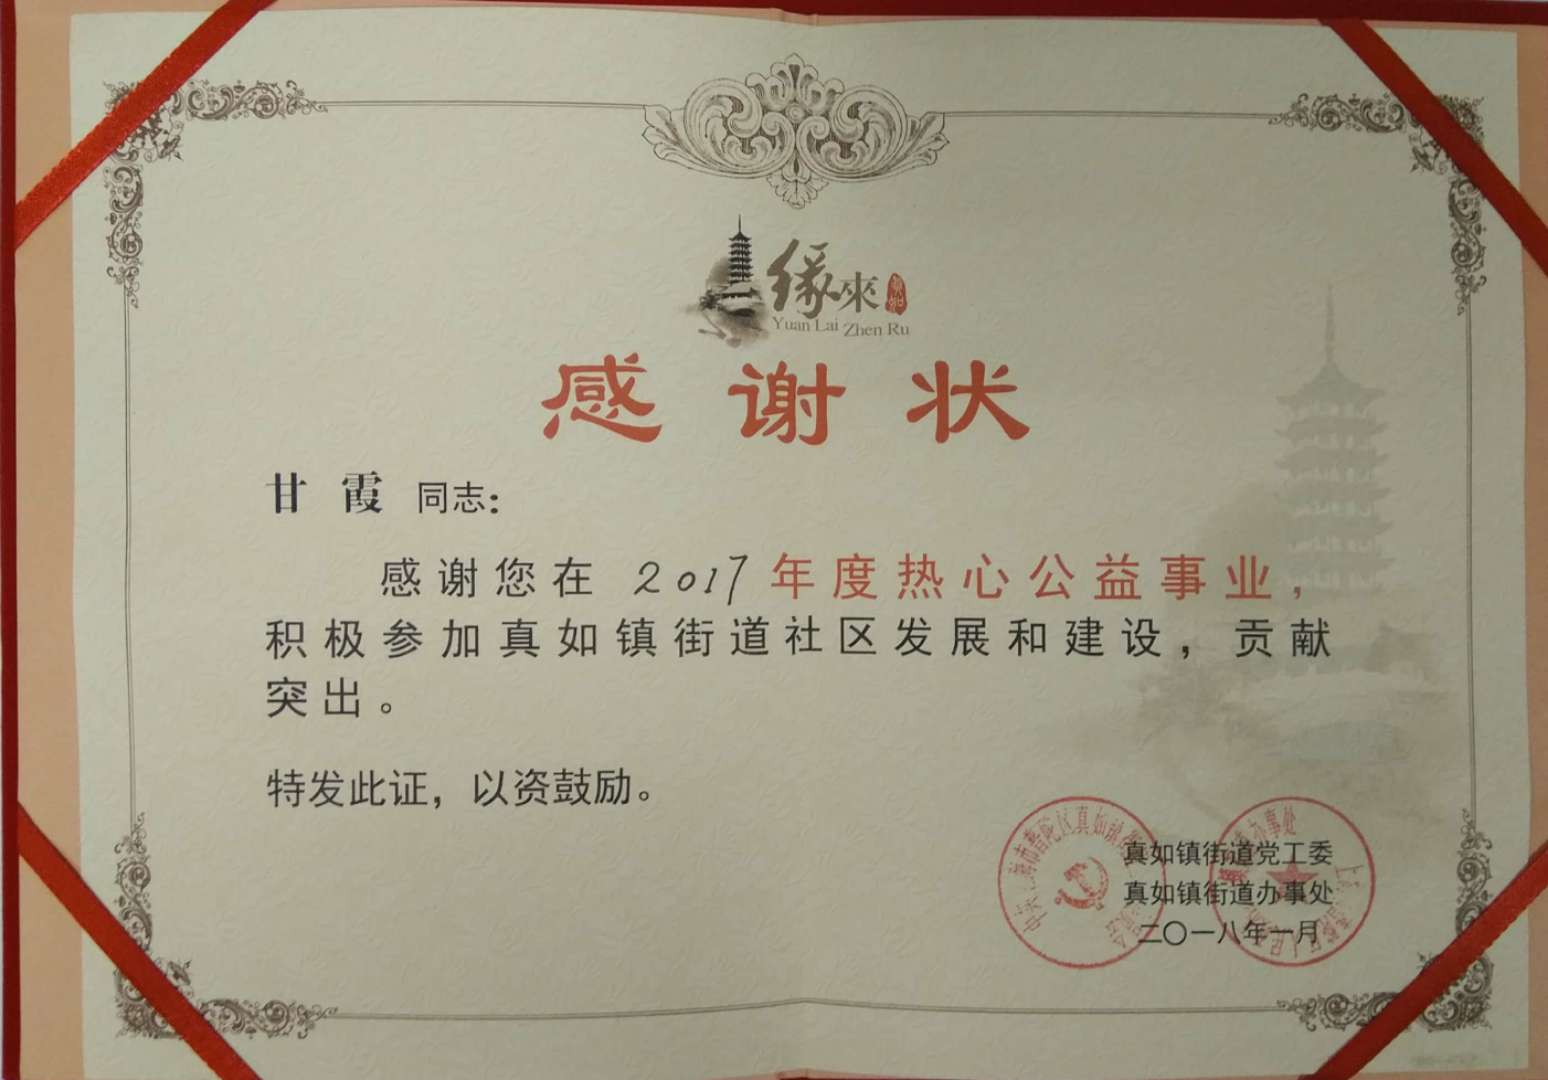 缘來
真如
Yuan Lai Zhen Ru
感谢状
甘霞 同志：
感谢您在 2017 年度热心公益事业，
积极参加真如镇街道社区发展和建设，贡献
突出。
特发此证，以资鼓励。
真如镇街道党工委
真如镇街道办事处
二〇一八年一月